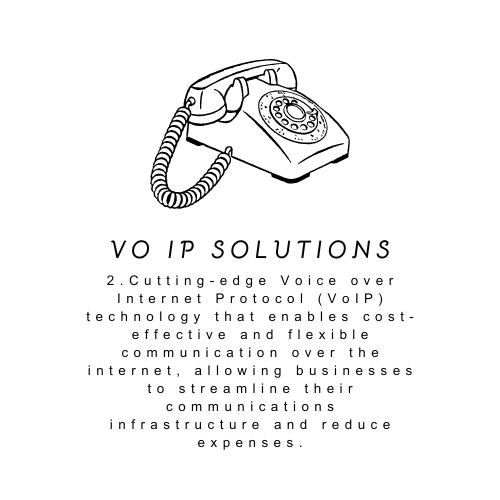 VO IP SOLUTIONS
2.Cutting-edge Voice over
Internet Protocol (VoIP)
technology that enables cost-
effective and flexible
communication over the
internet, allowing businesses
to streamline their
communications
infrastructure and reduce
expenses.